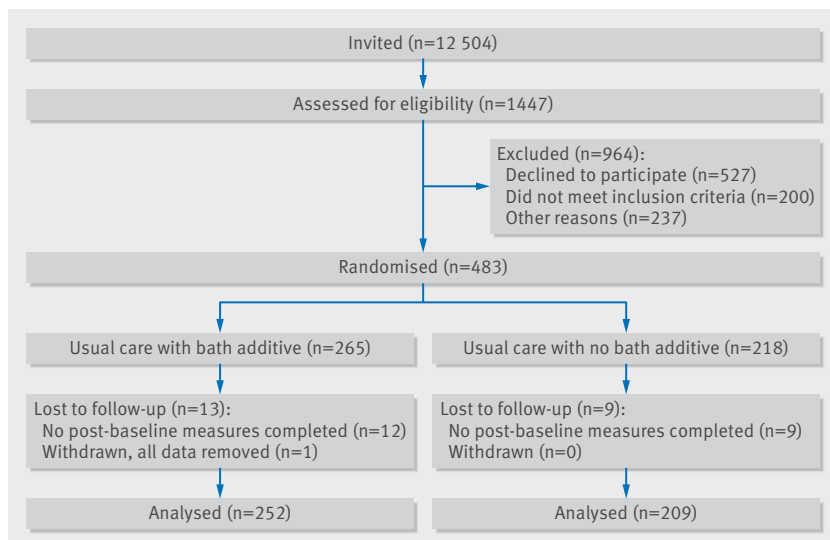 Invited (n=12 504)
Assessed for eligibility (n=1447)
Excluded (n=964):
Declined to participate (n=527)
Did not meet inclusion criteria (n=200)
Other reasons (n=237)
Randomised (n=483)
Usual care with bath additive (n=265)
Usual care with no bath additive (n=218)
Lost to follow-up (n=13):
No post-baseline measures completed (n=12)
Withdrawn, all data removed (n=1)
Lost to follow-up (n=9):
No post-baseline measures completed (n=9)
Withdrawn (n=0)
Analysed (n=252)
Analysed (n=209)